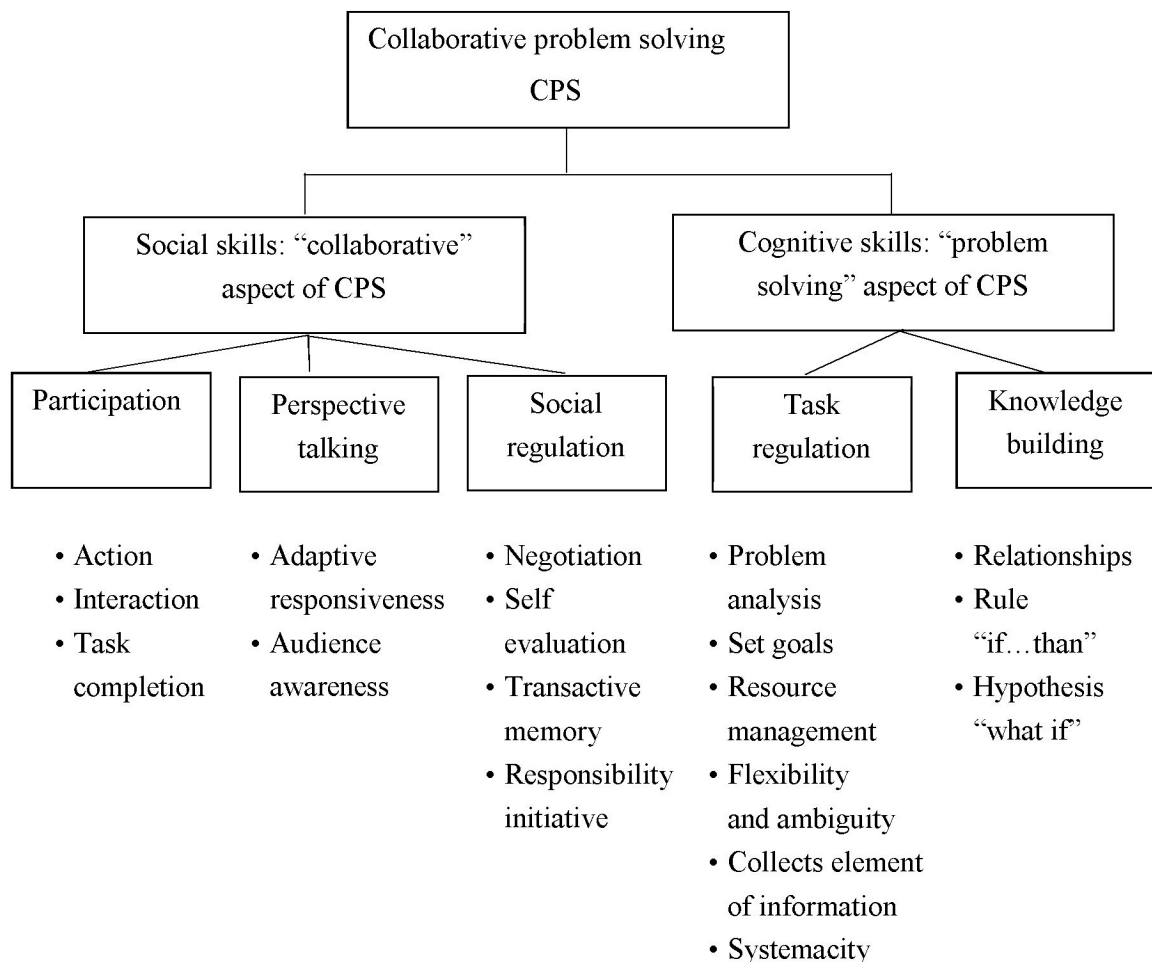 Collaborative problem solving
CPS
Social skills: “collaborative”
aspect of CPS
Cognitive skills: “problem
solving” aspect of CPS
Participation
Perspective
talking
Social
regulation
Task
regulation
Knowledge
building
• Action
• Interaction
• Task
completion
• Adaptive
responsiveness
• Audience
awareness
• Negotiation
• Self
evaluation
• Transactive
memory
• Responsibility
initiative
• Problem
analysis
• Set goals
• Resource
management
• Flexibility
and ambiguity
• Collects element
of information
• Systemacity
• Relationships
• Rule
“if…than”
• Hypothesis
“what if”